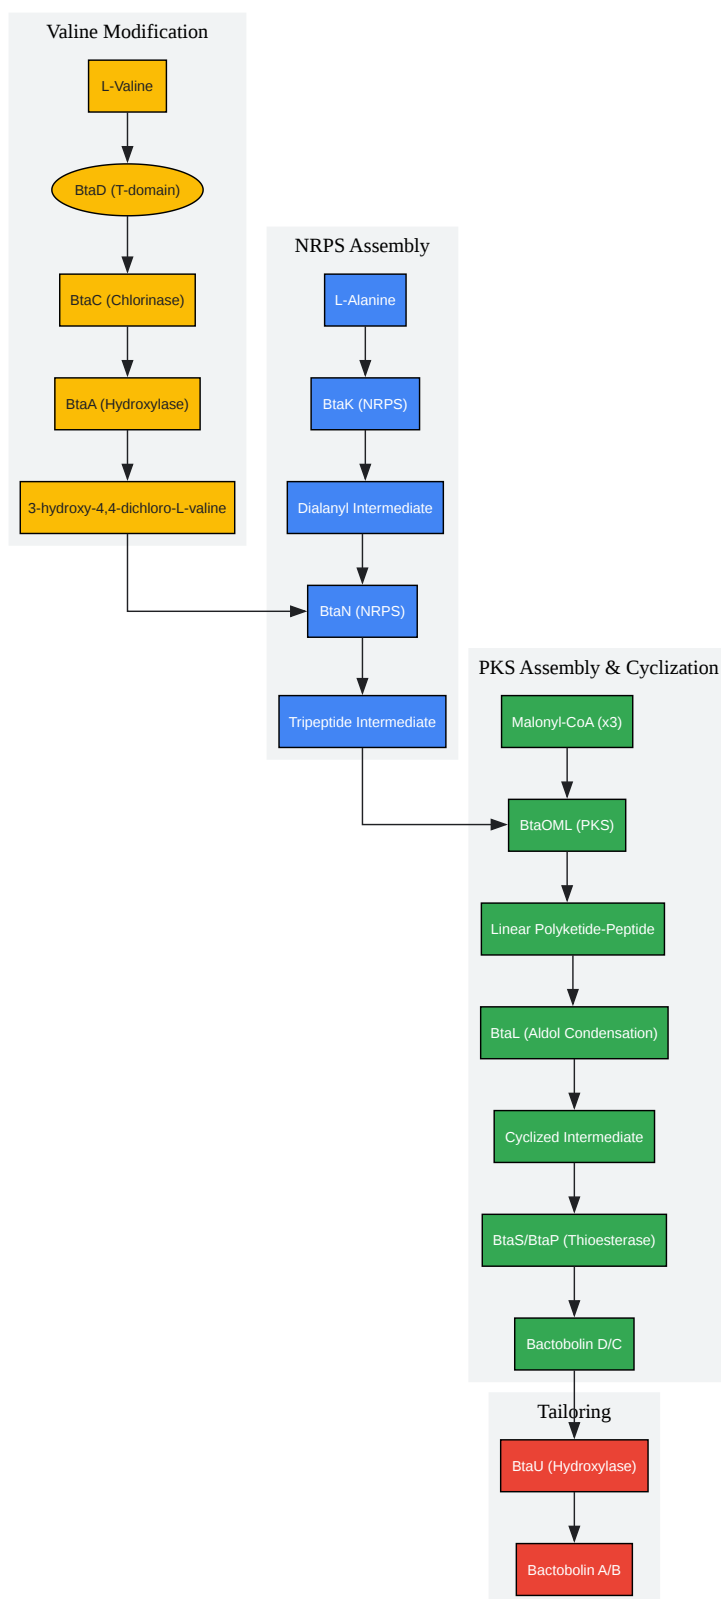 Valine Modification
L-Valine
BtaD (T-domain)
BtaC (Chlorinase)
BtaA (Hydroxylase)
3-hydroxy-4,4-dichloro-L-valine
NRPS Assembly
L-Alanine
BtaK (NRPS)
Dialanyl Intermediate
BtaN (NRPS)
Tripeptide Intermediate
PKS Assembly & Cyclization
Malonyl-CoA (x3)
BtaOML (PKS)
Linear Polyketide-Peptide
BtaL (Aldol Condensation)
Cyclized Intermediate
BtaS/BtaP (Thioesterase)
Bactobolin D/C
Tailoring
BtaU (Hydroxylase)
Bactobolin A/B